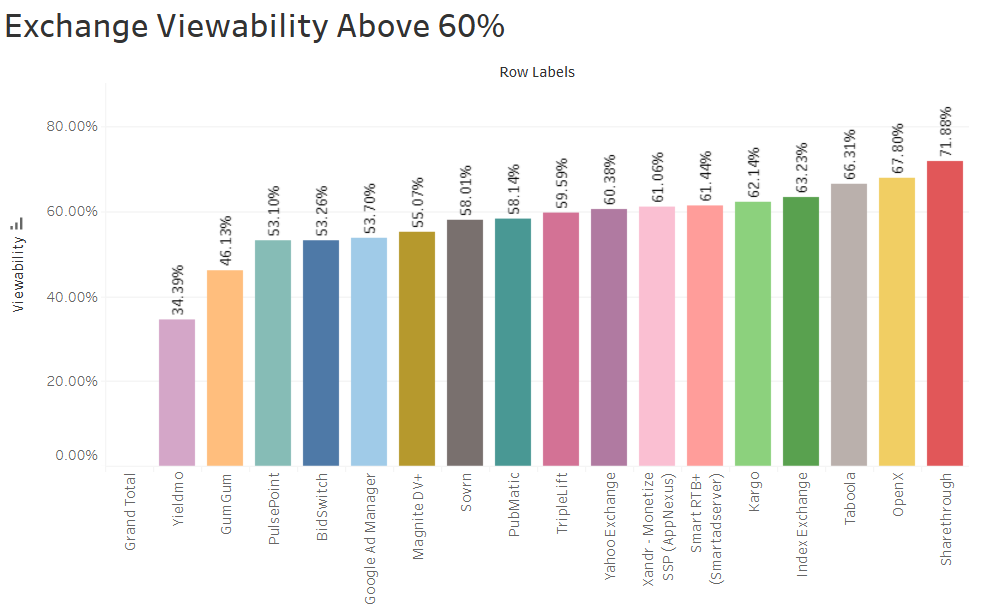 Exchange Viewability Above 60%
Row Labels
Viewability
80.00%
60.00%
40.00%
20.00%
0.00%
34.39%
46.13%
53.10%
53.26%
53.70%
55.07%
58.01%
58.14%
59.59%
60.38%
61.06%
61.44%
62.14%
63.23%
66.31%
67.80%
71.88%
Grand Total
Yieldmo
GumGum
PulsePoint
BidSwitch
Google Ad Manager
Magnite DV+
Sovrn
PubMatic
TripleLift
Yahoo Exchange
Xandr - Monetize
SSP (AppNexus)
Smart RTB+
(Smartadserver)
Kargo
Index Exchange
Taboola
OpenX
Sharethrough